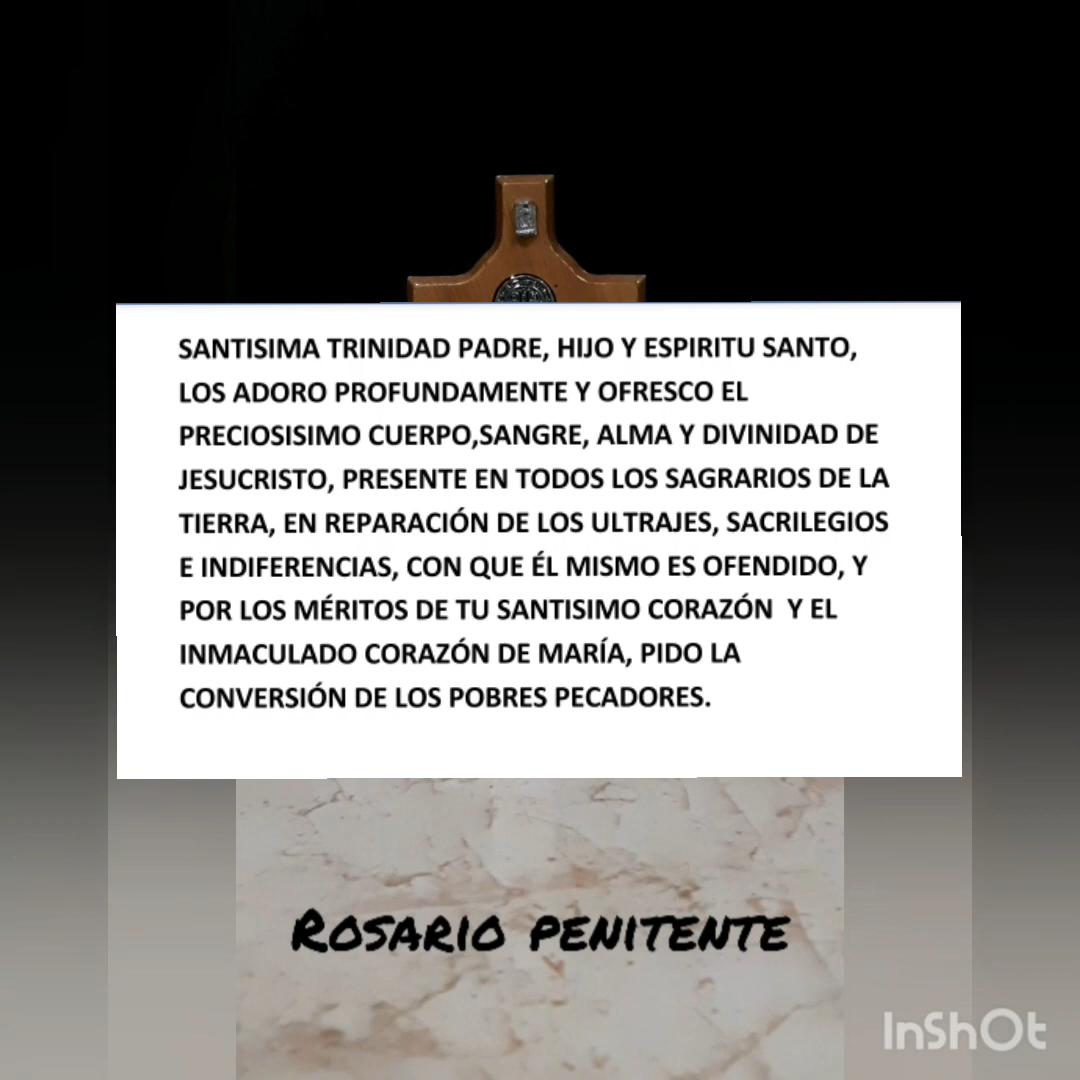 SANTISIMA TRINIDAD PADRE, HIJO Y ESPIRITU SANTO,
LOS ADORO PROFUNDAMENTE Y OFRESCO EL
PRECIOSISIMO CUERPO,SANGRE, ALMA Y DIVINIDAD DE
JESUCRISTO, PRESENTE EN TODOS LOS SAGRARIOS DE LA
TIERRA, EN REPARACIÓN DE LOS ULTRAJES, SACRILEGIOS
E INDIFERENCIAS, CON QUE ÉL MISMO ES OFENDIDO, Y
POR LOS MÉRITOS DE TU SANTISIMO CORAZÓN Y EL
INMACULADO CORAZÓN DE MARÍA, PIDO LA
CONVERSIÓN DE LOS POBRES PECADORES.
ROSARIO PENITENTE
InShOt